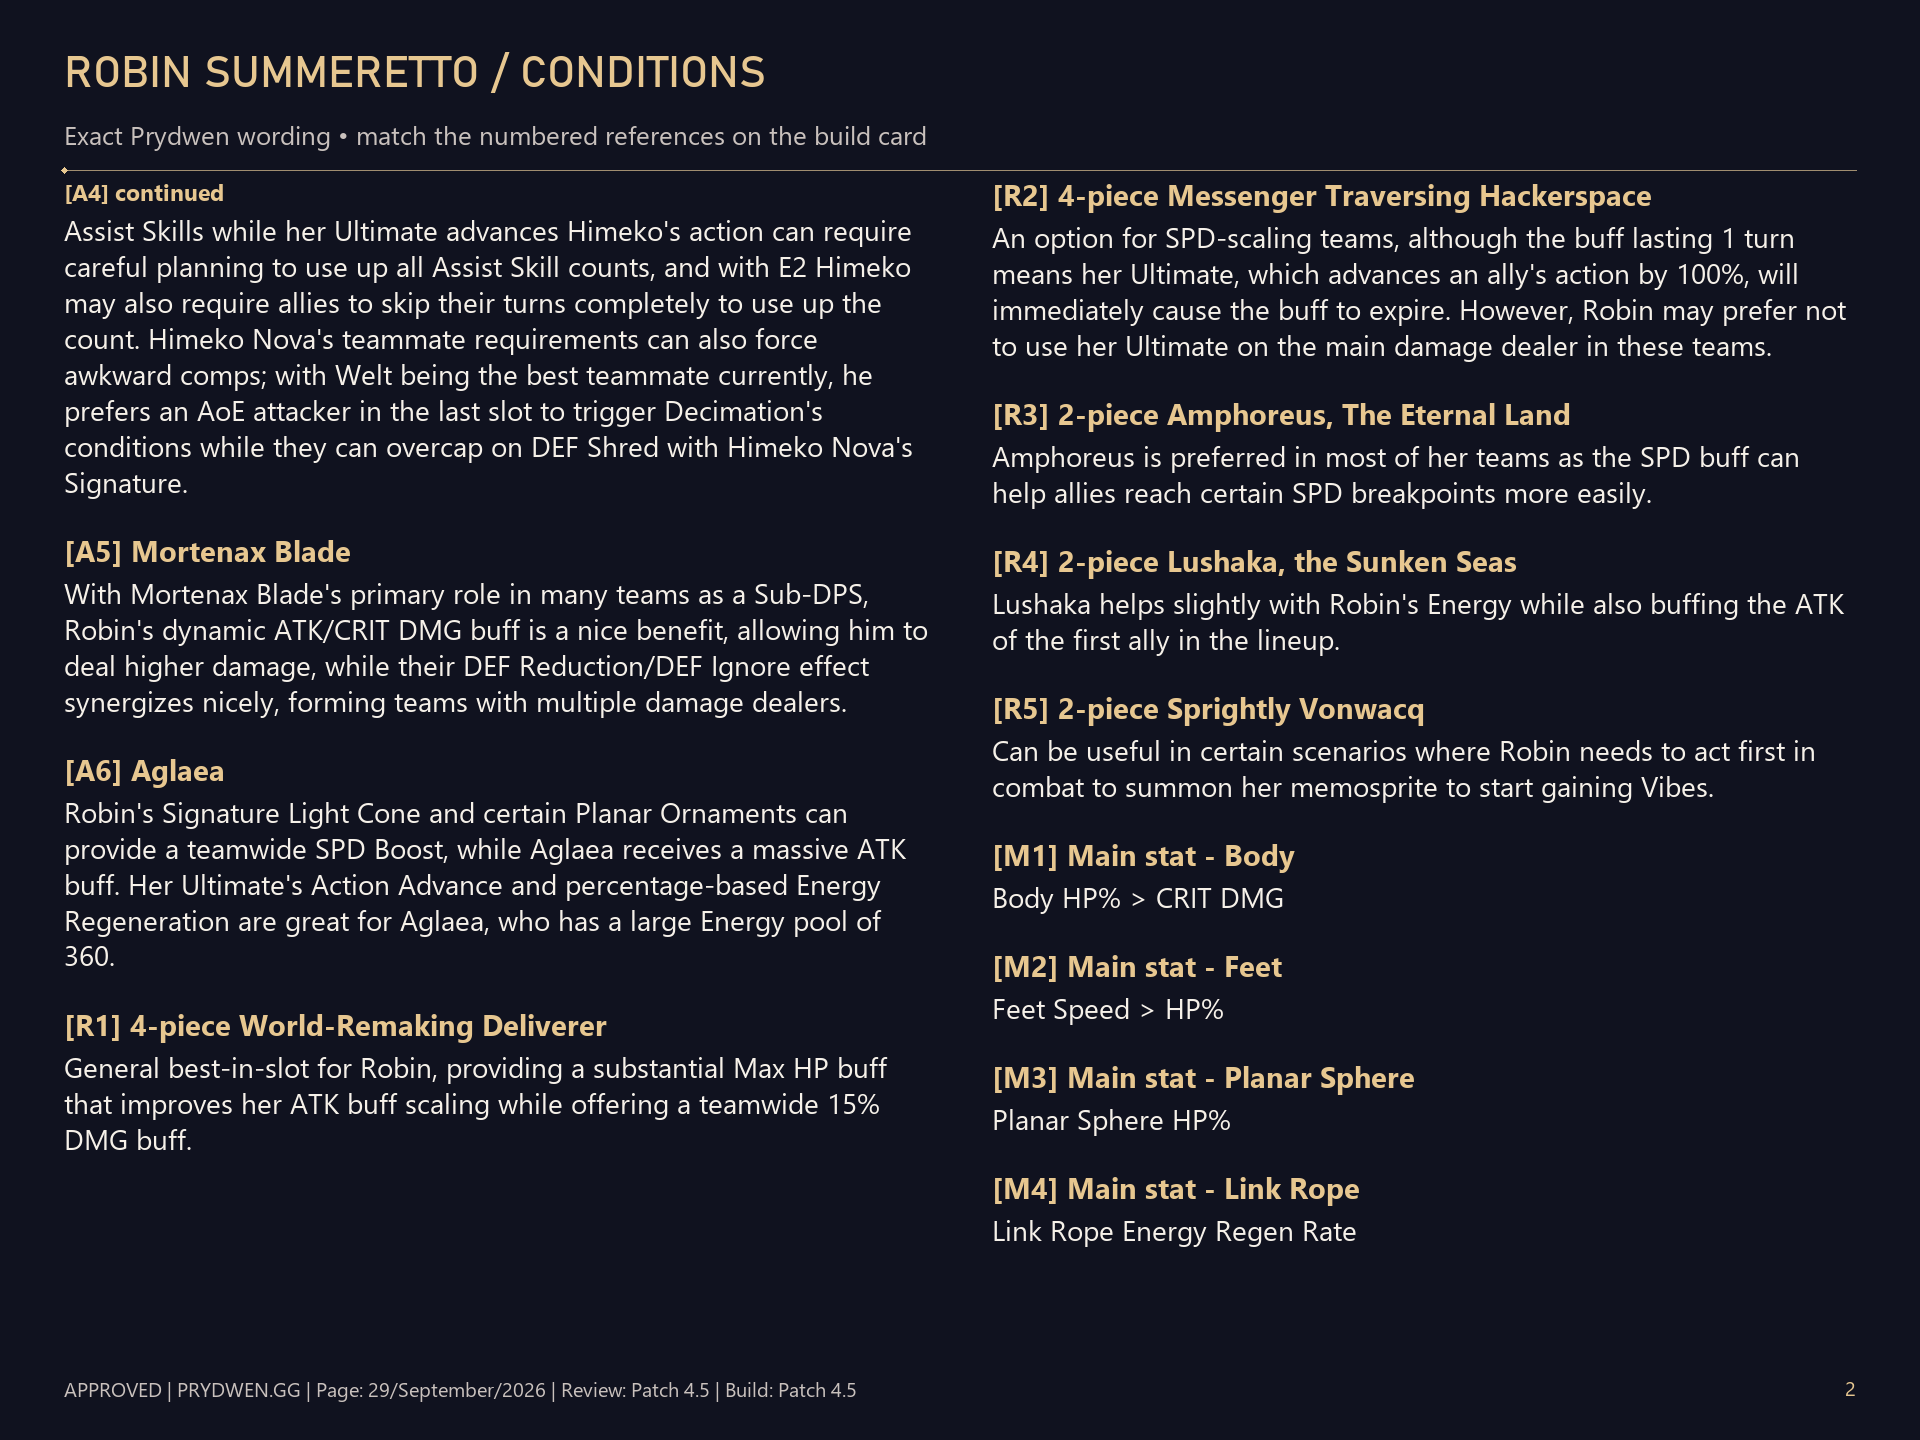 ROBIN SUMMERETTO / CONDITIONS
Exact Prydwen wording • match the numbered references on the build card
[A4] continued
Assist Skills while her Ultimate advances Himeko's action can require
careful planning to use up all Assist Skill counts, and with E2 Himeko
may also require allies to skip their turns completely to use up the
count. Himeko Nova's teammate requirements can also force
awkward comps; with Welt being the best teammate currently, he
prefers an AoE attacker in the last slot to trigger Decimation's
conditions while they can overcap on DEF Shred with Himeko Nova's
Signature.
[A5] Mortenax Blade
With Mortenax Blade's primary role in many teams as a Sub-DPS,
Robin's dynamic ATK/CRIT DMG buff is a nice benefit, allowing him to
deal higher damage, while their DEF Reduction/DEF Ignore effect
synergizes nicely, forming teams with multiple damage dealers.
[A6] Aglaea
Robin's Signature Light Cone and certain Planar Ornaments can
provide a teamwide SPD Boost, while Aglaea receives a massive ATK
buff. Her Ultimate's Action Advance and percentage-based Energy
Regeneration are great for Aglaea, who has a large Energy pool of
360.
[R1] 4-piece World-Remaking Deliverer
General best-in-slot for Robin, providing a substantial Max HP buff
that improves her ATK buff scaling while offering a teamwide 15%
DMG buff.
[R2] 4-piece Messenger Traversing Hackerspace
An option for SPD-scaling teams, although the buff lasting 1 turn
means her Ultimate, which advances an ally's action by 100%, will
immediately cause the buff to expire. However, Robin may prefer not
to use her Ultimate on the main damage dealer in these teams.
[R3] 2-piece Amphoreus, The Eternal Land
Amphoreus is preferred in most of her teams as the SPD buff can
help allies reach certain SPD breakpoints more easily.
[R4] 2-piece Lushaka, the Sunken Seas
Lushaka helps slightly with Robin's Energy while also buffing the ATK
of the first ally in the lineup.
[R5] 2-piece Sprightly Vonwacq
Can be useful in certain scenarios where Robin needs to act first in
combat to summon her memosprite to start gaining Vibes.
[M1] Main stat - Body
Body HP% > CRIT DMG
[M2] Main stat - Feet
Feet Speed > HP%
[M3] Main stat - Planar Sphere
Planar Sphere HP%
[M4] Main stat - Link Rope
Link Rope Energy Regen Rate
APPROVED | PRYDWEN.GG | Page: 29/September/2026 | Review: Patch 4.5 | Build: Patch 4.5
2